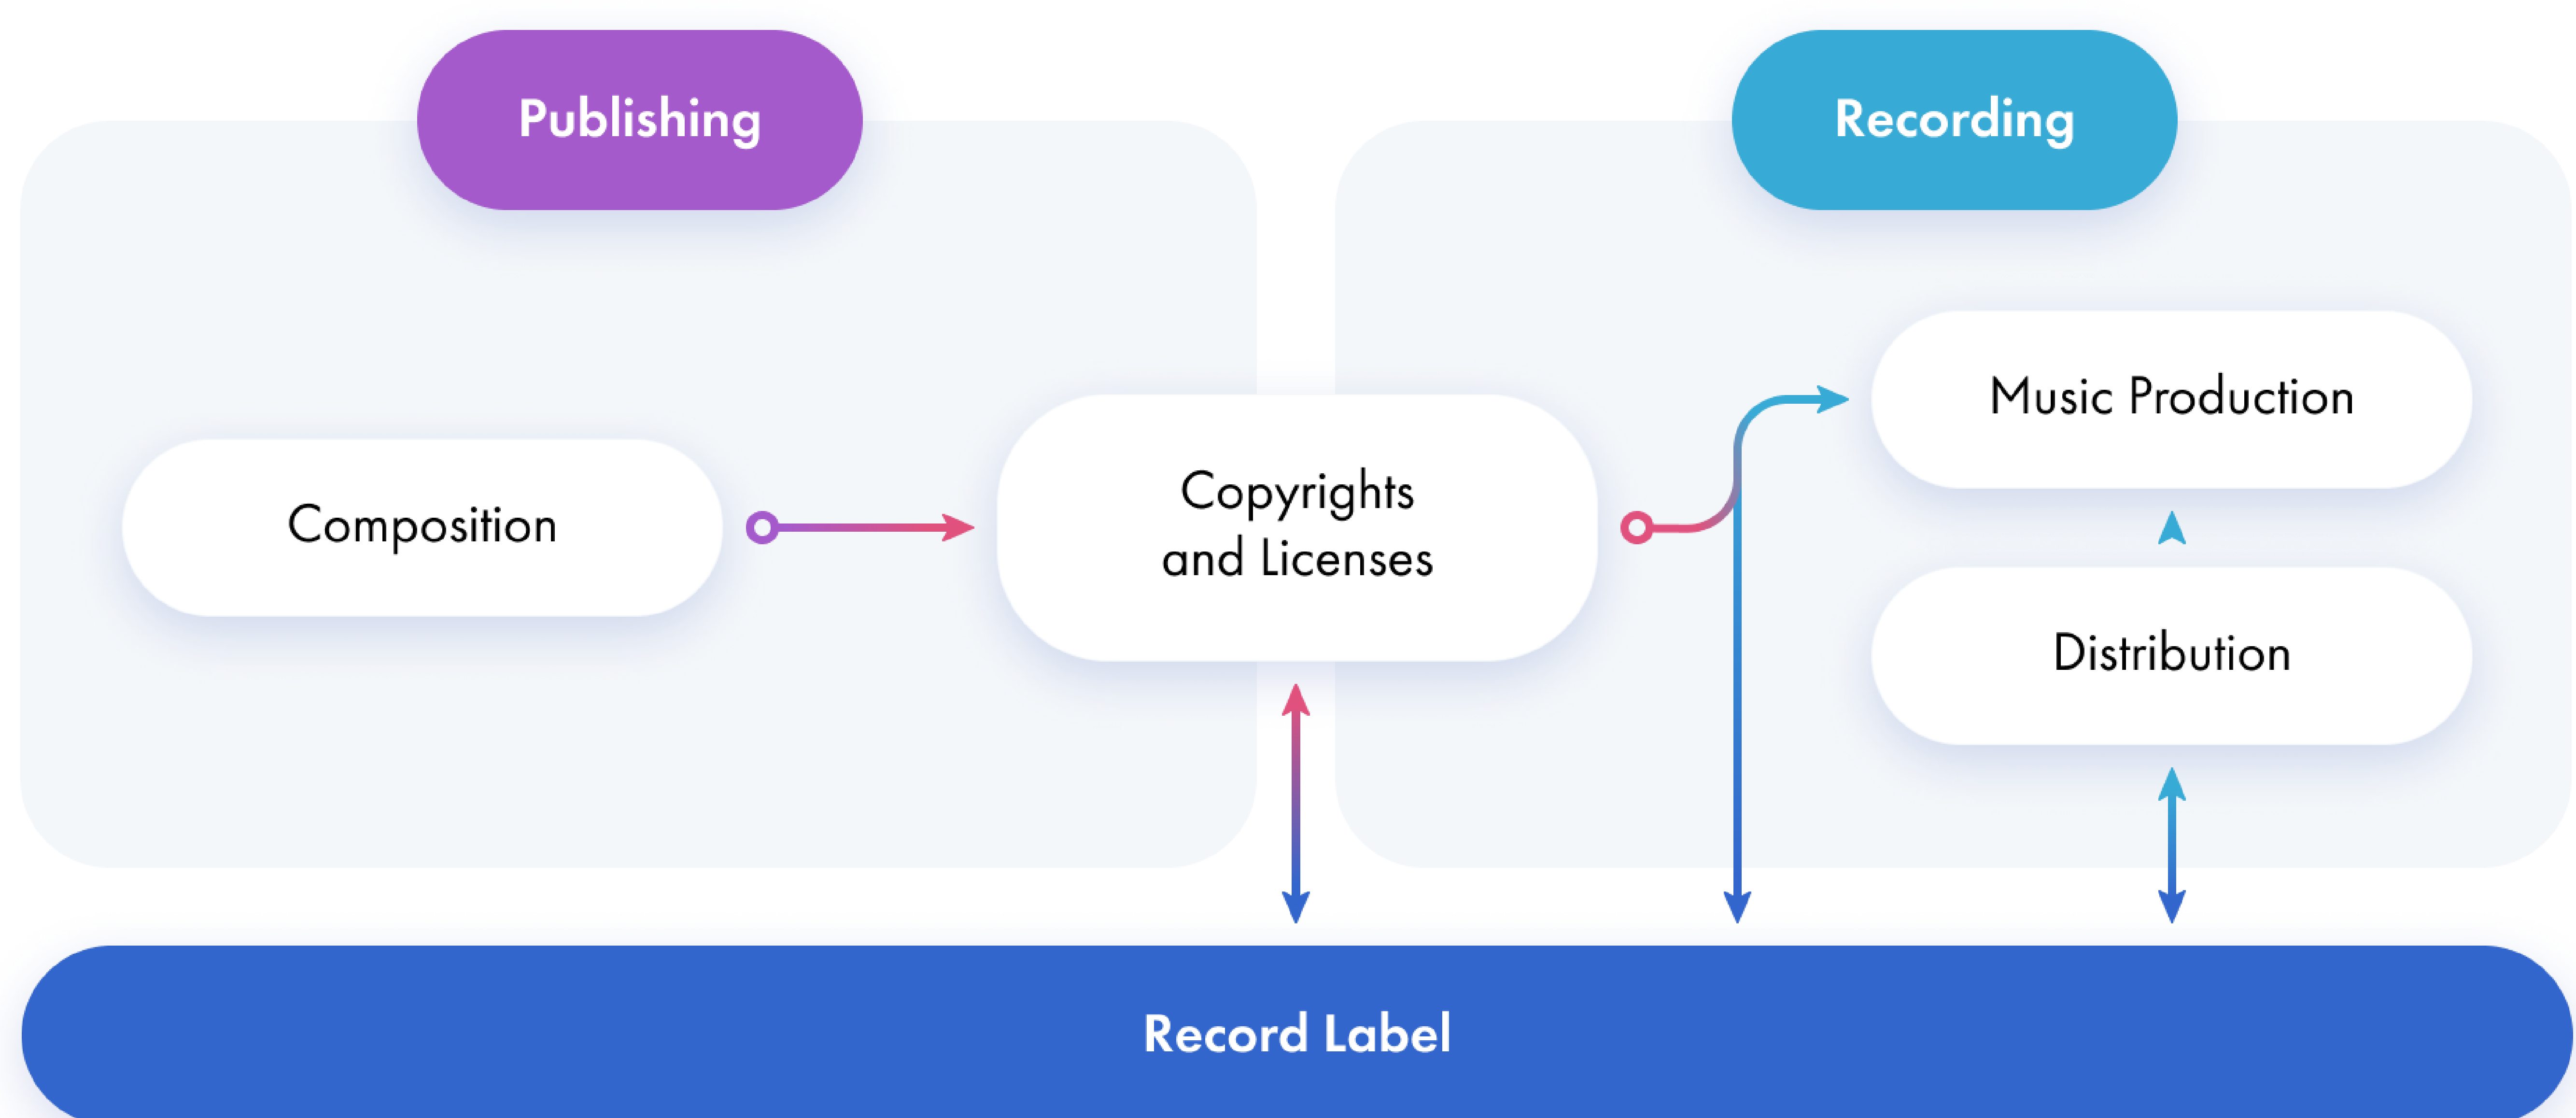 Publishing
Recording
Composition
Copyrights
and Licenses
Music Production
Distribution
Record Label